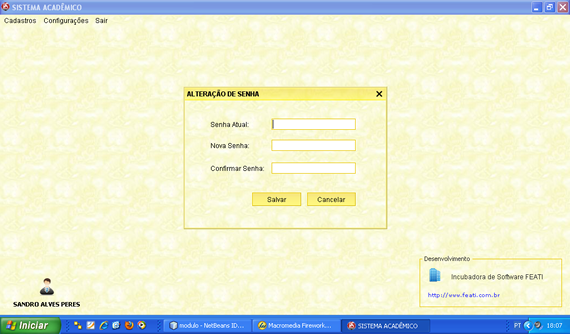 SISTEMA ACADÊMICO
Cadastros Configurações Sair
ALTERAÇÃO DE SENHA
Senha Atual:
Nova Senha:
Confirmar Senha:
Salvar Cancelar
Desenvolvimento
Incubadora de Software FEATI
http://www.feati.com.br
SANDRO ALVES PERES
Iniciar modulo - NetBeans ID... Macromedia Firework... SISTEMA ACADÊMICO PT 18:07